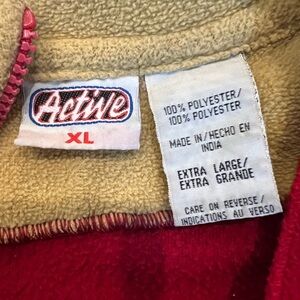 Active
XL
100% POLYESTER/
100% POLYESTER
MADE IN/HECHO EN
INDIA
EXTRA LARGE/
EXTRA GRANDE
CARE ON REVERSE/
INDICATIONS AU VERSO